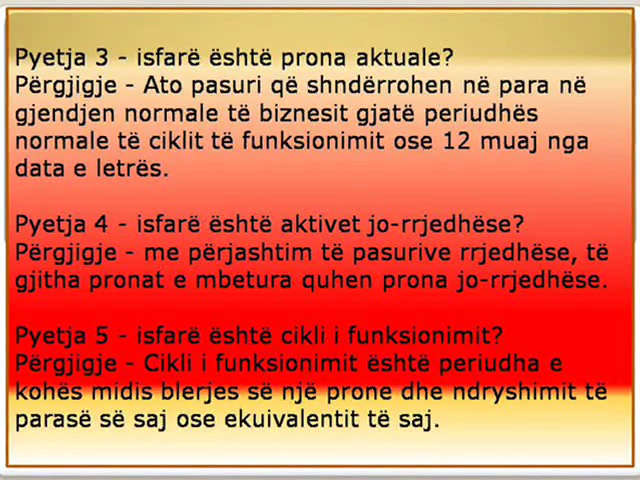 Pyetja 3 - isfarë është prona aktuale?
Përgjigje - Ato pasuri që shndërrohen në para në
gjendjen normale të biznesit gjatë periudhës
normale të ciklit të funksionimit ose 12 muaj nga
data e letrës.
Pyetja 4 - isfarë është aktivet jo-rrjedhëse?
Përgjigje - me përjashtim të pasurive rrjedhëse, të
gjitha pronat e mbetura quhen prona jo-rrjedhëse.
Pyetja 5 - isfarë është cikli i funksionimit?
Përgjigje - Cikli i funksionimit është periudha e
kohës midis blerjes së një prone dhe ndryshimit të
parasë së saj ose ekuivalentit të saj.